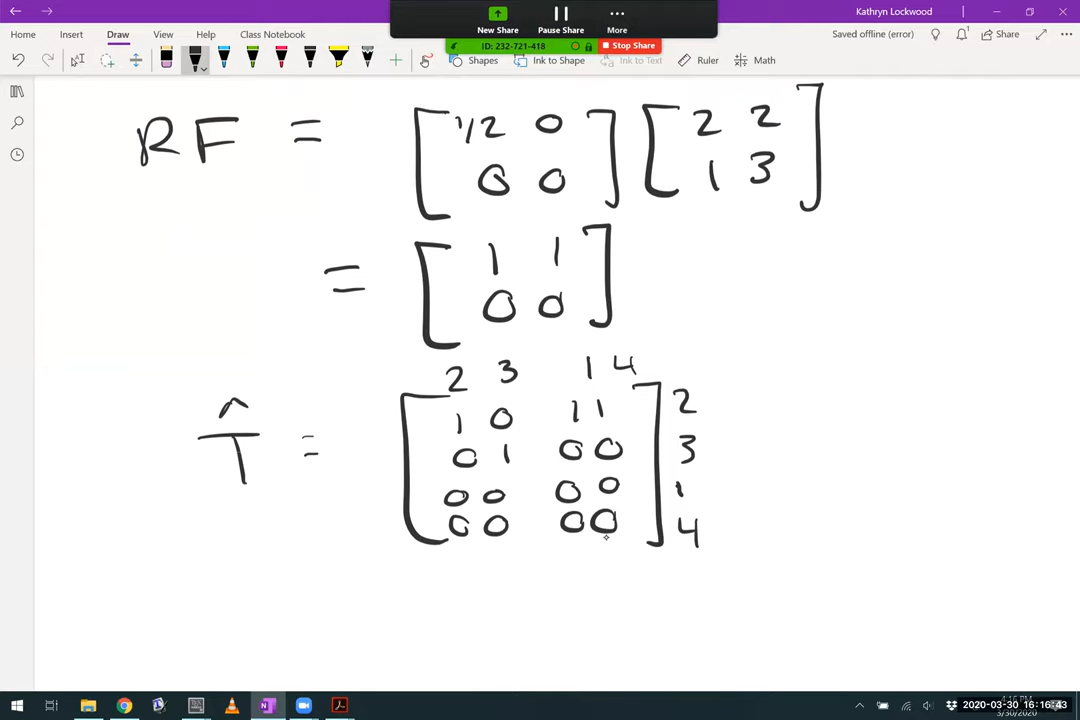 Kathryn Lockwood
New Share Pause Share More
Home Insert Draw View Help Class Notebook
ID: 232-721-418 Stop Share
Saved offline (error) Share
Shapes Ink to Shape Ink to Text Ruler Math
RF = [ 1/2 0 ] [ 2 2 ]
[ 0 0 ] [ 1 3 ]
= [ 1 1 ]
[ 0 0 ]
2 3 1 4
T̂ = [ 1 0 1 1 ] 2
[ 0 1 0 0 ] 3
[ 0 0 0 0 ] 1
[ 0 0 0 0 ] 4
2020-03-30 16:16:43